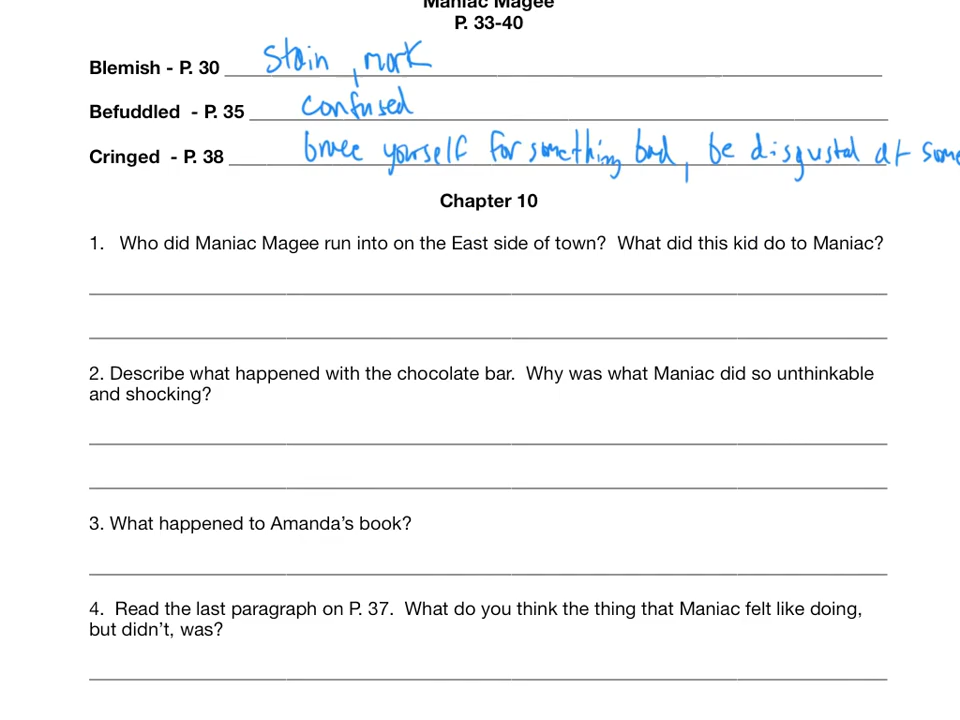 Maniac Magee
P. 33-40
Blemish - P. 30 stain, mark
Befuddled - P. 35 confused
Cringed - P. 38 brace yourself for something bad, be disgusted at some
Chapter 10
1. Who did Maniac Magee run into on the East side of town? What did this kid do to Maniac?
2. Describe what happened with the chocolate bar. Why was what Maniac did so unthinkable
and shocking?
3. What happened to Amanda's book?
4. Read the last paragraph on P. 37. What do you think the thing that Maniac felt like doing,
but didn't, was?